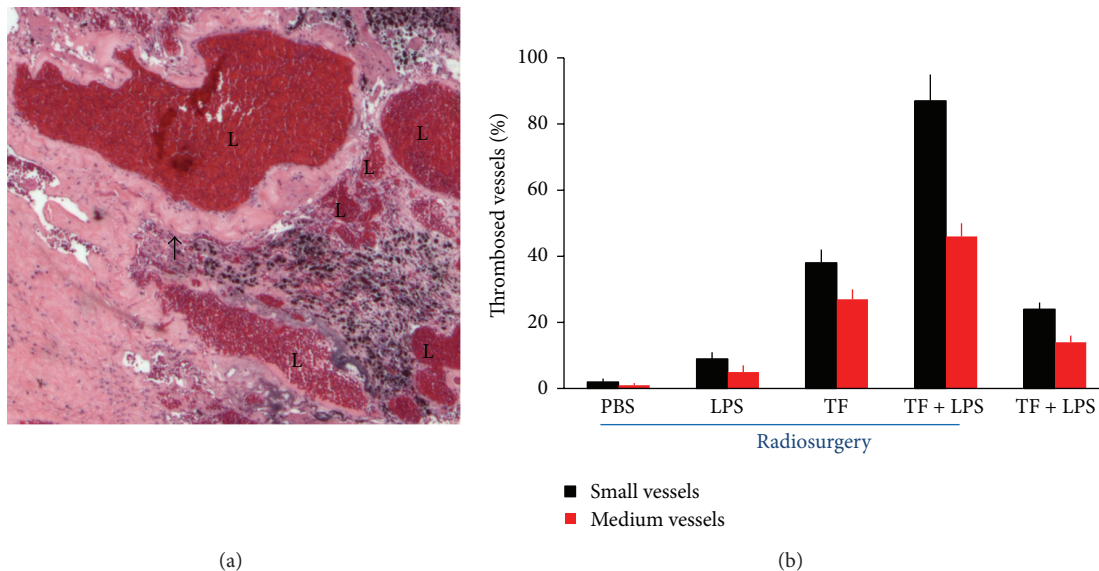 L
L
L
L
L
↑
(a)
Thrombosed vessels (%)
100
80
60
40
20
0
PBS LPS TF TF + LPS TF + LPS
Radiosurgery
Small vessels
Medium vessels
(b)